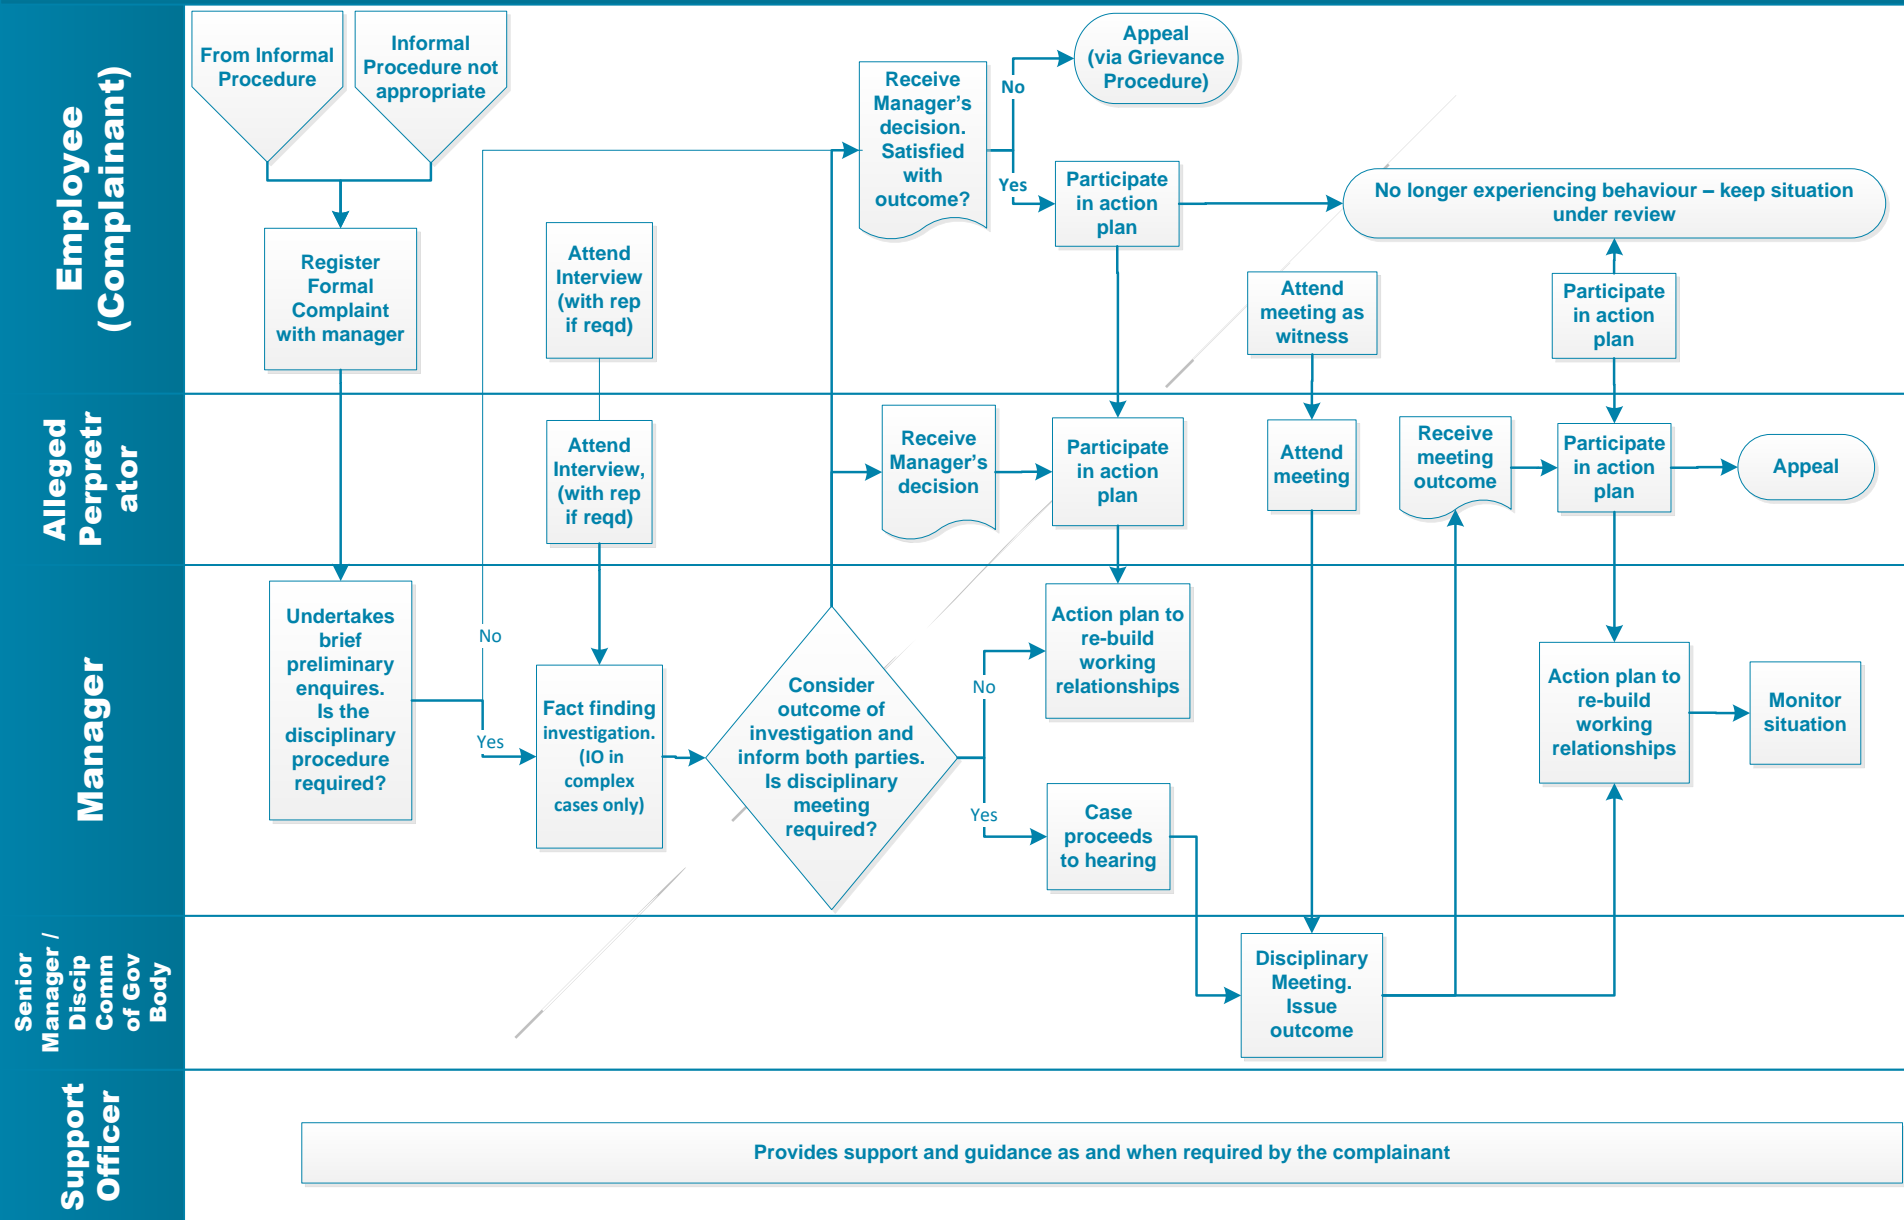 Employee
(Complainant)
From Informal
Procedure
Informal
Procedure not
appropriate
Register
Formal
Complaint
with manager
Attend
Interview
(with rep
if reqd)
Receive
Manager's
decision.
Satisfied
with
outcome?
No
Yes
Appeal
(via Grievance
Procedure)
Participate
in action
plan
No longer experiencing behaviour – keep situation
under review
Attend
meeting as
witness
Participate
in action
plan
Alleged
Perpretr
ator
Attend
Interview,
(with rep
if reqd)
Receive
Manager's
decision
Participate
in action
plan
Attend
meeting
Receive
meeting
outcome
Participate
in action
plan
Appeal
Manager
Undertakes
brief
preliminary
enquires.
Is the
disciplinary
procedure
required?
No
Yes
Fact finding
investigation.
(IO in
complex
cases only)
Consider
outcome of
investigation and
inform both parties.
Is disciplinary
meeting
required?
No
Yes
Action plan to
re-build
working
relationships
Case
proceeds
to hearing
Action plan to
re-build
working
relationships
Monitor
situation
Senior
Manager /
Discip
Comm
of Gov
Body
Disciplinary
Meeting.
Issue
outcome
Support
Officer
Provides support and guidance as and when required by the complainant